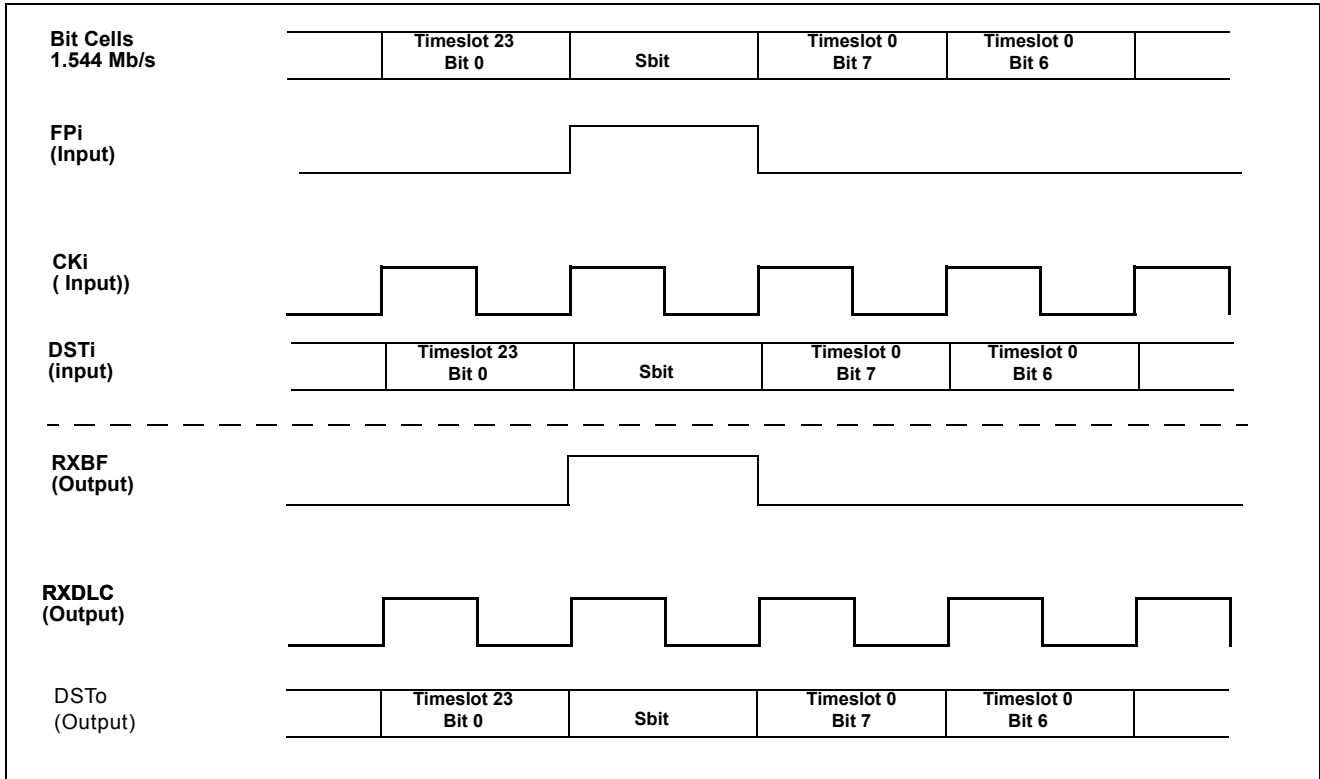 Bit Cells
1.544 Mb/s
Timeslot 23
Bit 0
Sbit
Timeslot 0
Bit 7
Timeslot 0
Bit 6
FPi
(Input)
CKi
( Input))
DSTi
(input)
Timeslot 23
Bit 0
Sbit
Timeslot 0
Bit 7
Timeslot 0
Bit 6
RXBF
(Output)
RXDLC
(Output)
DSTo
(Output)
Timeslot 23
Bit 0
Sbit
Timeslot 0
Bit 7
Timeslot 0
Bit 6